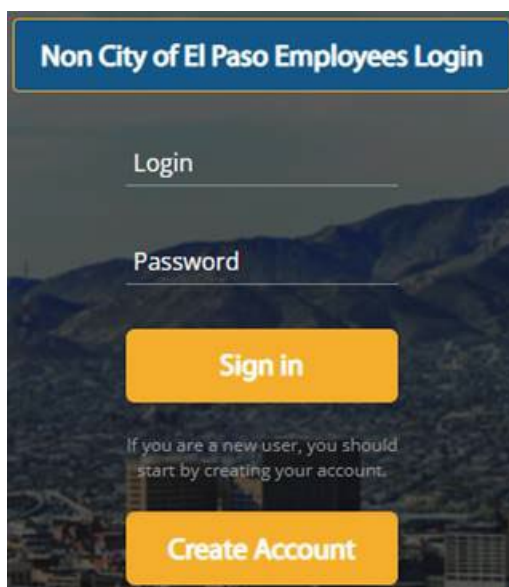 Non City of El Paso Employees Login
Login
Password
Sign in
If you are a new user, you should
start by creating your account.
Create Account